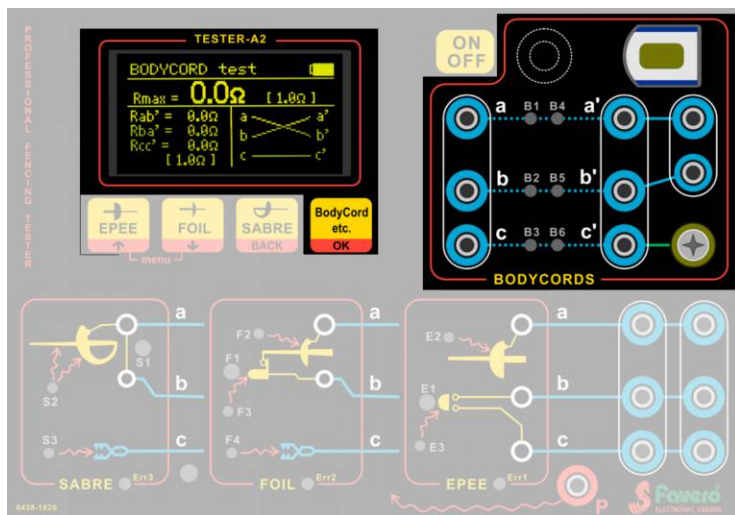 PROFESSIONAL FENCING TESTER
TESTER-A2
BODYCORD test
Rmax = 0.0Ω [1.0Ω]
Rab' = 0.0Ω
Rba' = 0.0Ω
Rcc' = 0.0Ω
[1.0Ω]
a a'
b b'
c c'
EPEE
FOIL
SABRE
BodyCord
etc.
menu
BACK
OK
ON
OFF
a B1 B4 a'
b B2 B5 b'
c B3 B6 c'
BODYCORDS
a
S1
b
S2
S3
c
SABRE Err3
a
F2
F1
b
F3
F4
c
FOIL Err2
a
E2
E1
b
E3
c
EPEE Err1
P
Favero
ELECTRONIC DESIGN
0438-1820